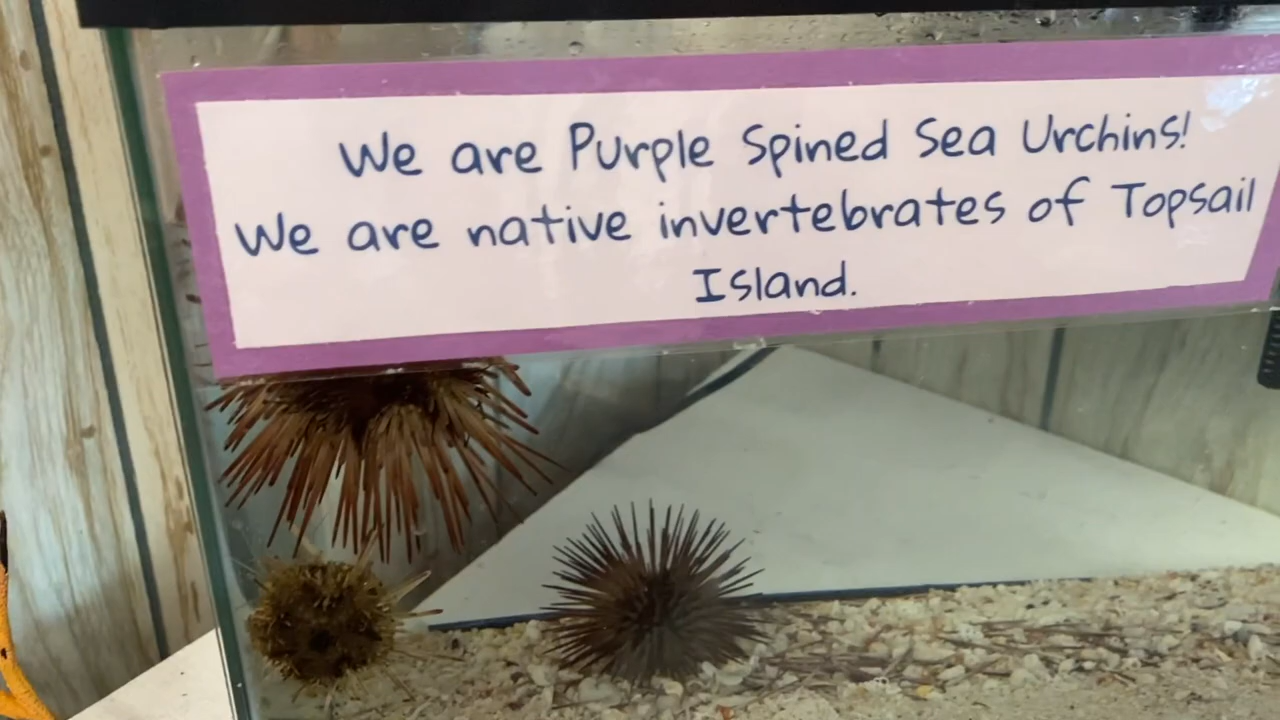 We are Purple Spined Sea Urchins!
We are native invertebrates of Topsail
Island.